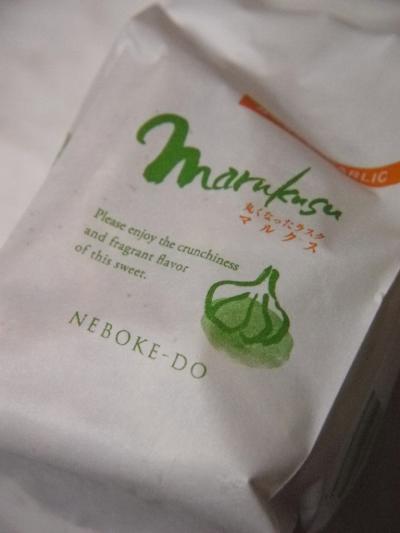 marukusu
丸くなったラスク
マルクス
Please enjoy the crunchiness
and fragrant flavor
of this sweet.
NEBOKE-DO